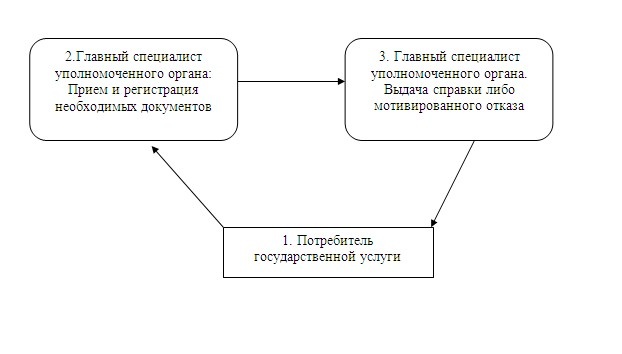 2.Главный специалист
уполномоченного органа:
Прием и регистрация
необходимых документов
3. Главный специалист
уполномоченного органа.
Выдача справки либо
мотивированного отказа
1. Потребитель
государственной услуги